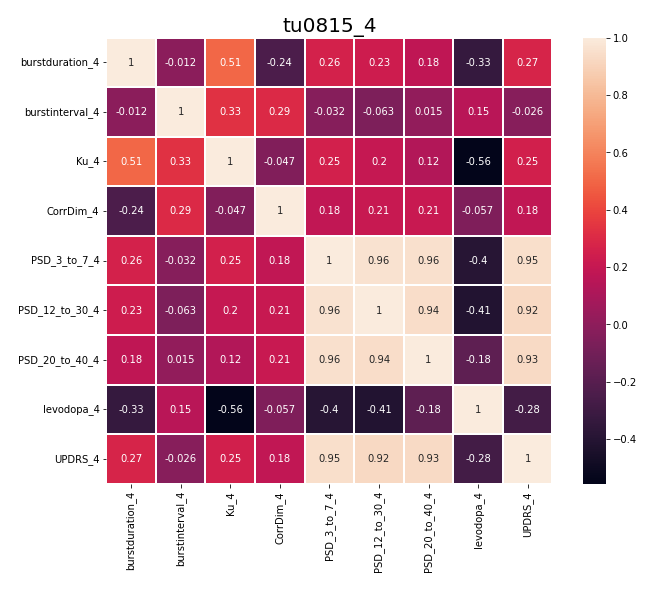 tu0815_4
burstduration_4 1 -0.012 0.51 -0.24 0.26 0.23 0.18 -0.33 0.27
burstinterval_4 -0.012 1 0.33 0.29 -0.032 -0.063 0.015 0.15 -0.026
Ku_4 0.51 0.33 1 -0.047 0.25 0.2 0.12 -0.56 0.25
CorrDim_4 -0.24 0.29 -0.047 1 0.18 0.21 0.21 -0.057 0.18
PSD_3_to_7_4 0.26 -0.032 0.25 0.18 1 0.96 0.96 -0.4 0.95
PSD_12_to_30_4 0.23 -0.063 0.2 0.21 0.96 1 0.94 -0.41 0.92
PSD_20_to_40_4 0.18 0.015 0.12 0.21 0.96 0.94 1 -0.18 0.93
levodopa_4 -0.33 0.15 -0.56 -0.057 -0.4 -0.41 -0.18 1 -0.28
UPDRS_4 0.27 -0.026 0.25 0.18 0.95 0.92 0.93 -0.28 1
burstduration_4
burstinterval_4
Ku_4
CorrDim_4
PSD_3_to_7_4
PSD_12_to_30_4
PSD_20_to_40_4
levodopa_4
UPDRS_4
1.0
0.8
0.6
0.4
0.2
0.0
−0.2
−0.4